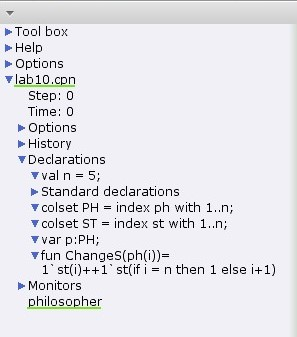 Tool box
Help
Options
lab10.cpn
Step: 0
Time: 0
Options
History
Declarations
val n = 5;
Standard declarations
colset PH = index ph with 1..n;
colset ST = index st with 1..n;
var p:PH;
fun ChangeS(ph(i))=
1`st(i)++1`st(if i = n then 1 else i+1)
Monitors
philosopher